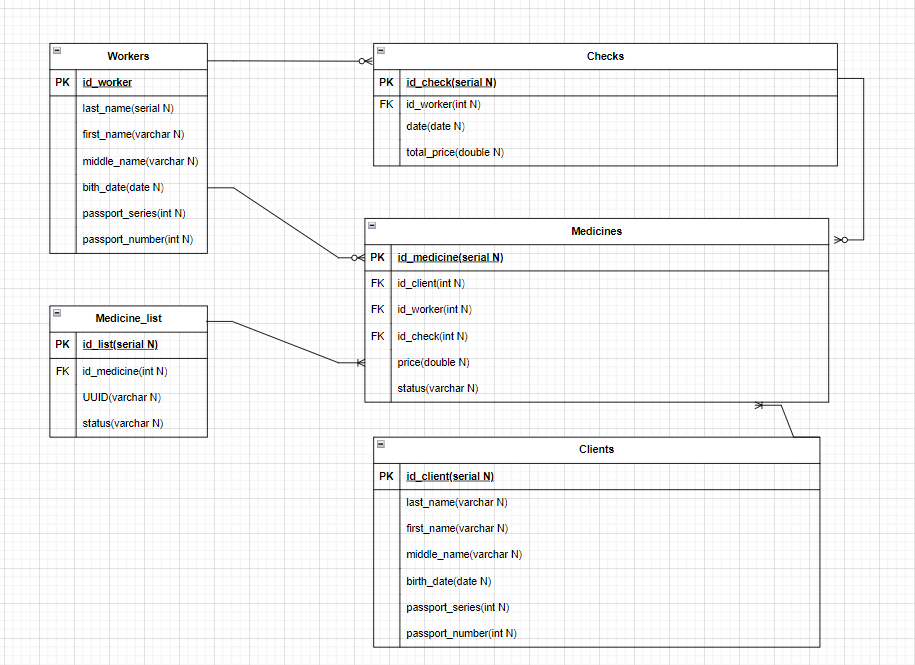 Workers
PK id_worker
last_name(serial N)
first_name(varchar N)
middle_name(varchar N)
bith_date(date N)
passport_series(int N)
passport_number(int N)
Checks
PK id_check(serial N)
FK id_worker(int N)
date(date N)
total_price(double N)
Medicines
PK id_medicine(serial N)
FK id_client(int N)
FK id_worker(int N)
FK id_check(int N)
price(double N)
status(varchar N)
Medicine_list
PK id_list(serial N)
FK id_medicine(int N)
UUID(varchar N)
status(varchar N)
Clients
PK id_client(serial N)
last_name(varchar N)
first_name(varchar N)
middle_name(varchar N)
birth_date(date N)
passport_series(int N)
passport_number(int N)